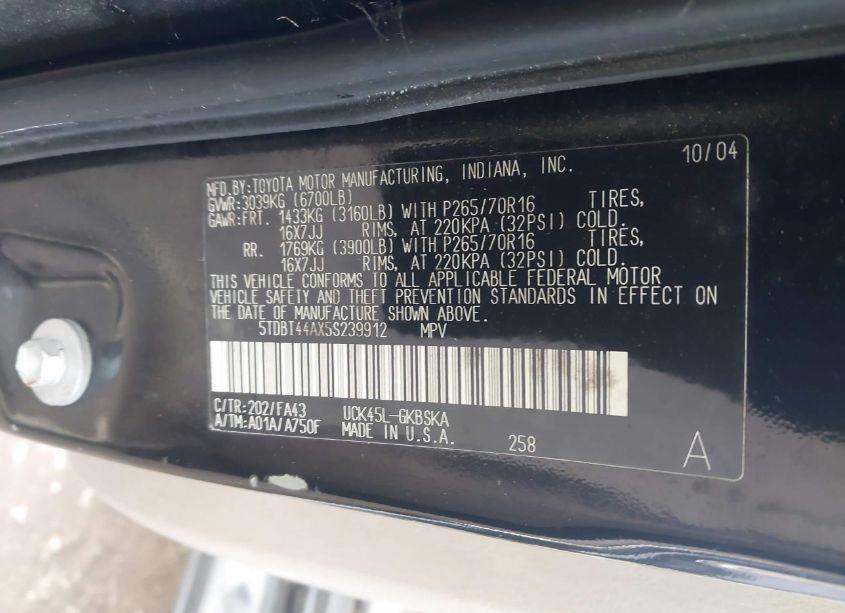 10/04
MFD.BY:TOYOTA MOTOR MANUFACTURING, INDIANA, INC.
GVWR:3039KG (6700LB)
GAWR:FRT. 1433KG (3160LB) WITH P265/70R16 TIRES,
16X7JJ RIMS, AT 220KPA (32PSI) COLD.
RR. 1769KG (3900LB) WITH P265/70R16 TIRES,
16X7JJ RIMS, AT 220KPA (32PSI) COLD.
THIS VEHICLE CONFORMS TO ALL APPLICABLE FEDERAL MOTOR
VEHICLE SAFETY AND THEFT PREVENTION STANDARDS IN EFFECT ON
THE DATE OF MANUFACTURE SHOWN ABOVE.
5TDBT44AX5S239912 MPV
C/TR:202/FA43 UCK45L-GKBSKA
A/TM:A01A/A750F MADE IN U.S.A. 258 A